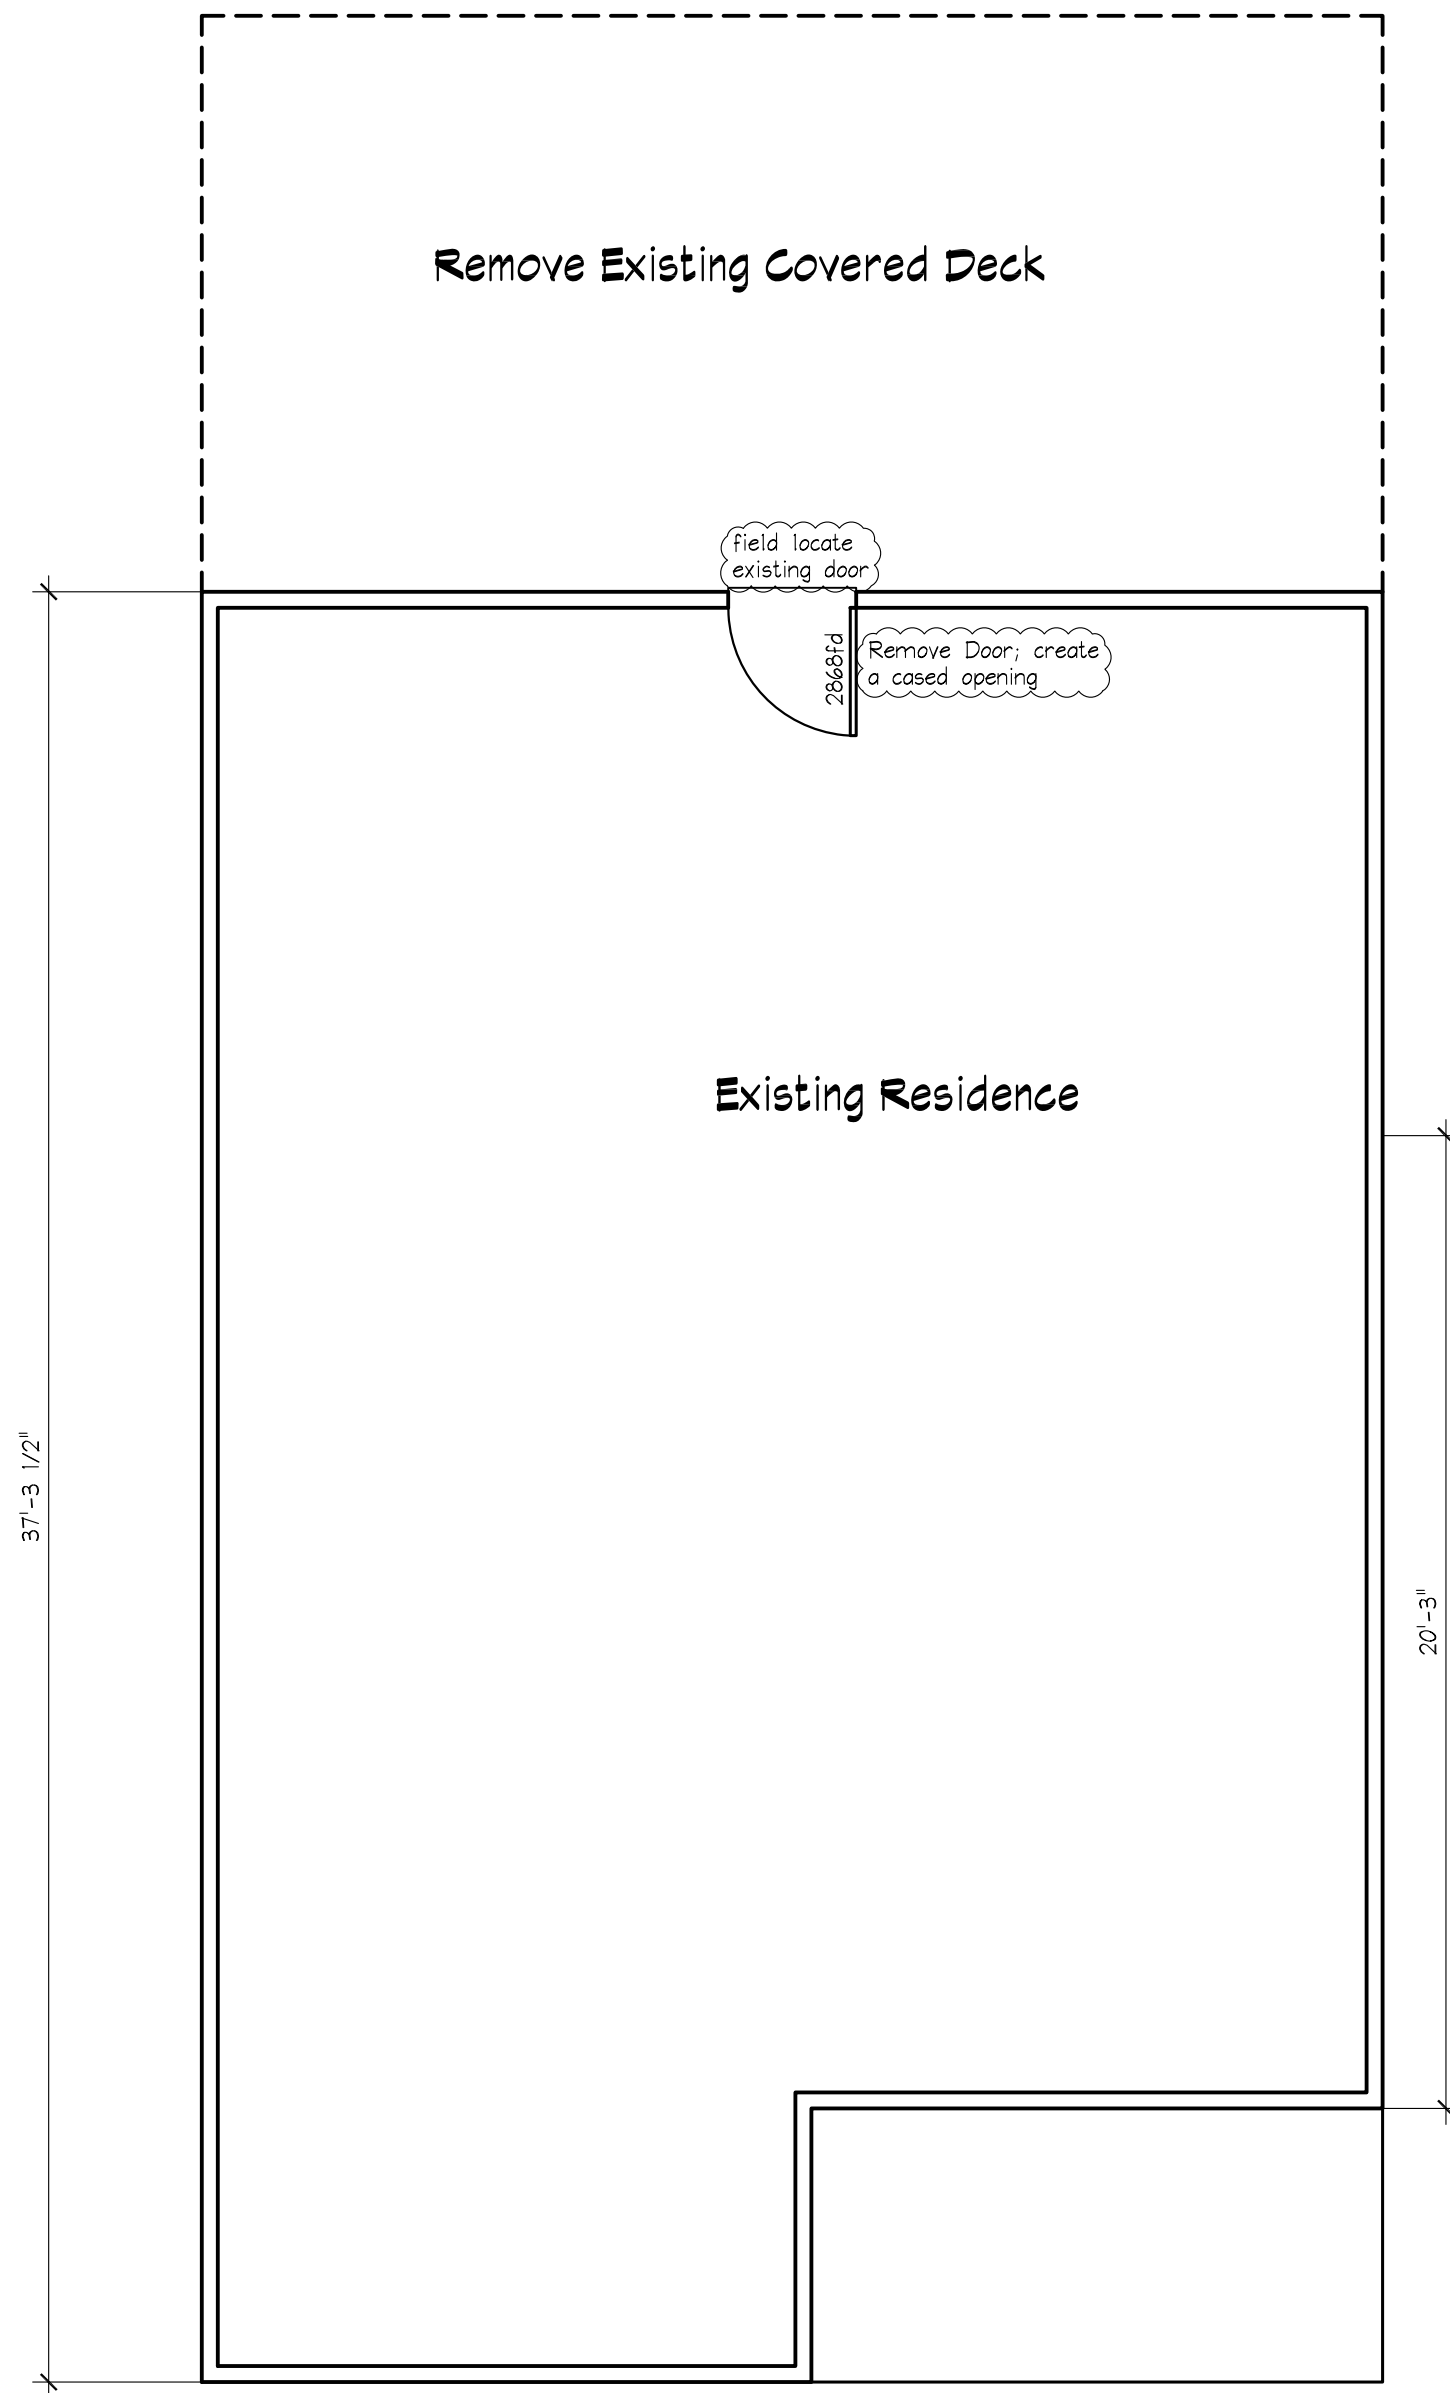 Remove Existing Covered Deck
field locate
existing door
2868fd
Remove Door; create
a cased opening
Existing Residence
37'-3 1/2"
20'-3"